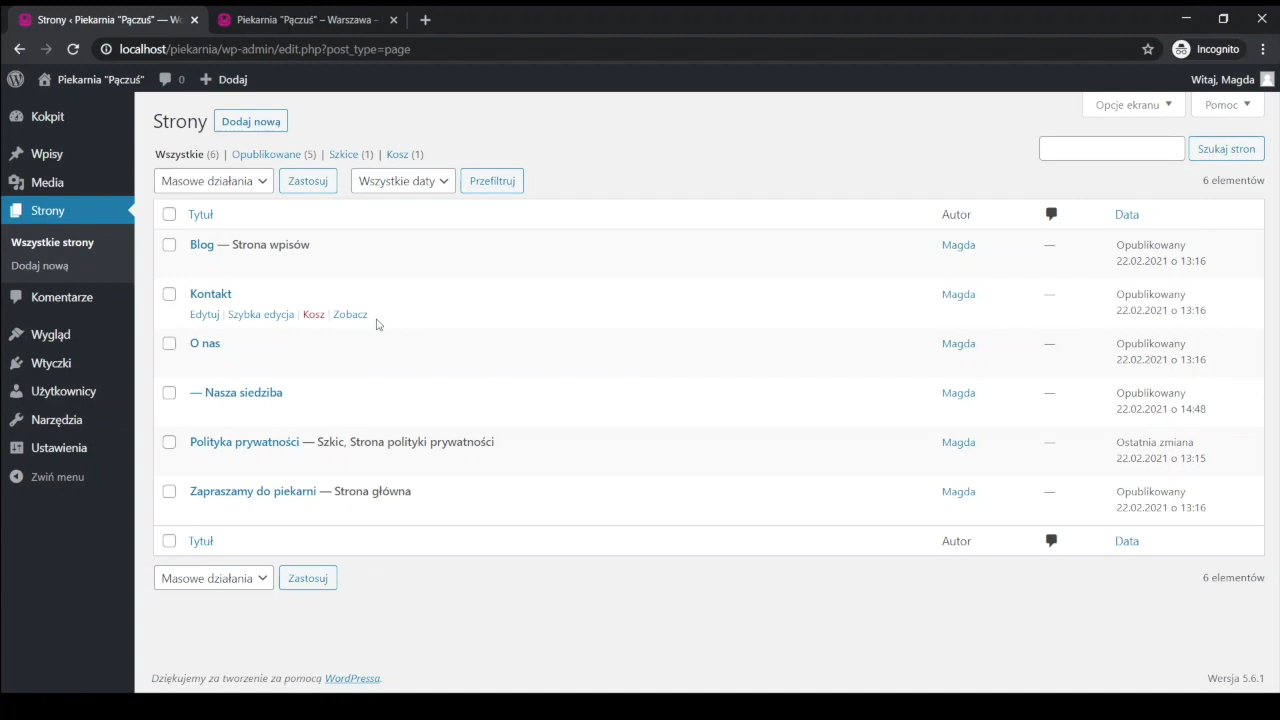 Strony ‹ Piekarnia "Pączuś" — W
Piekarnia "Pączuś" – Warszawa –
localhost/piekarnia/wp-admin/edit.php?post_type=page
Incognito
Piekarnia "Pączuś" 0 Dodaj
Witaj, Magda
Kokpit
Wpisy
Media
Strony
Wszystkie strony
Dodaj nową
Komentarze
Wygląd
Wtyczki
Użytkownicy
Narzędzia
Ustawienia
Zwiń menu
Opcje ekranu Pomoc
Strony Dodaj nową
Wszystkie (6) | Opublikowane (5) | Szkice (1) | Kosz (1)
Szukaj stron
Masowe działania Zastosuj Wszystkie daty Przefiltruj
6 elementów
Tytuł Autor Data
Blog — Strona wpisów Magda — Opublikowany
22.02.2021 o 13:16
Kontakt Magda — Opublikowany
Edytuj | Szybka edycja | Kosz | Zobacz 22.02.2021 o 13:16
O nas Magda — Opublikowany
22.02.2021 o 13:16
— Nasza siedziba Magda — Opublikowany
22.02.2021 o 14:48
Polityka prywatności — Szkic, Strona polityki prywatności Magda — Ostatnia zmiana
22.02.2021 o 13:15
Zapraszamy do piekarni — Strona główna Magda — Opublikowany
22.02.2021 o 13:16
Tytuł Autor Data
Masowe działania Zastosuj
6 elementów
Dziękujemy za tworzenie za pomocą WordPressa.
Wersja 5.6.1